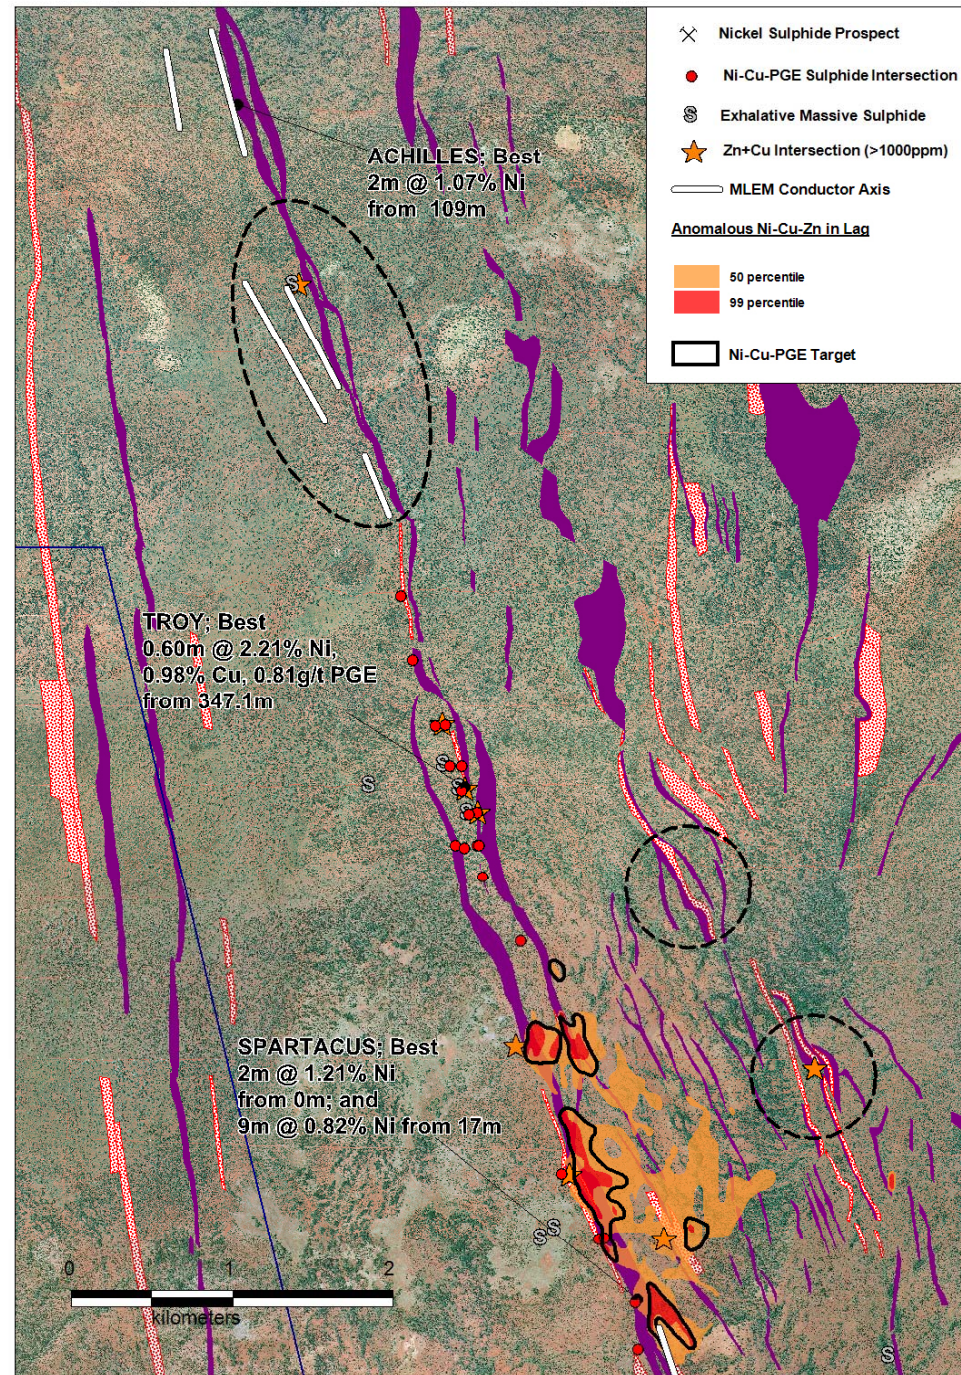 Nickel Sulphide Prospect
Ni-Cu-PGE Sulphide Intersection
S Exhalative Massive Sulphide
Zn+Cu Intersection (>1000ppm)
MLEM Conductor Axis
Anomalous Ni-Cu-Zn in Lag
50 percentile
99 percentile
Ni-Cu-PGE Target
ACHILLES; Best
2m @ 1.07% Ni
from 109m
S
TROY; Best
0.60m @ 2.21% Ni,
0.98% Cu, 0.81g/t PGE
from 347.1m
S
S
S
S
SPARTACUS; Best
2m @ 1.21% Ni
from 0m; and
9m @ 0.82% Ni from 17m
S S
0 1 2
kilometers
S